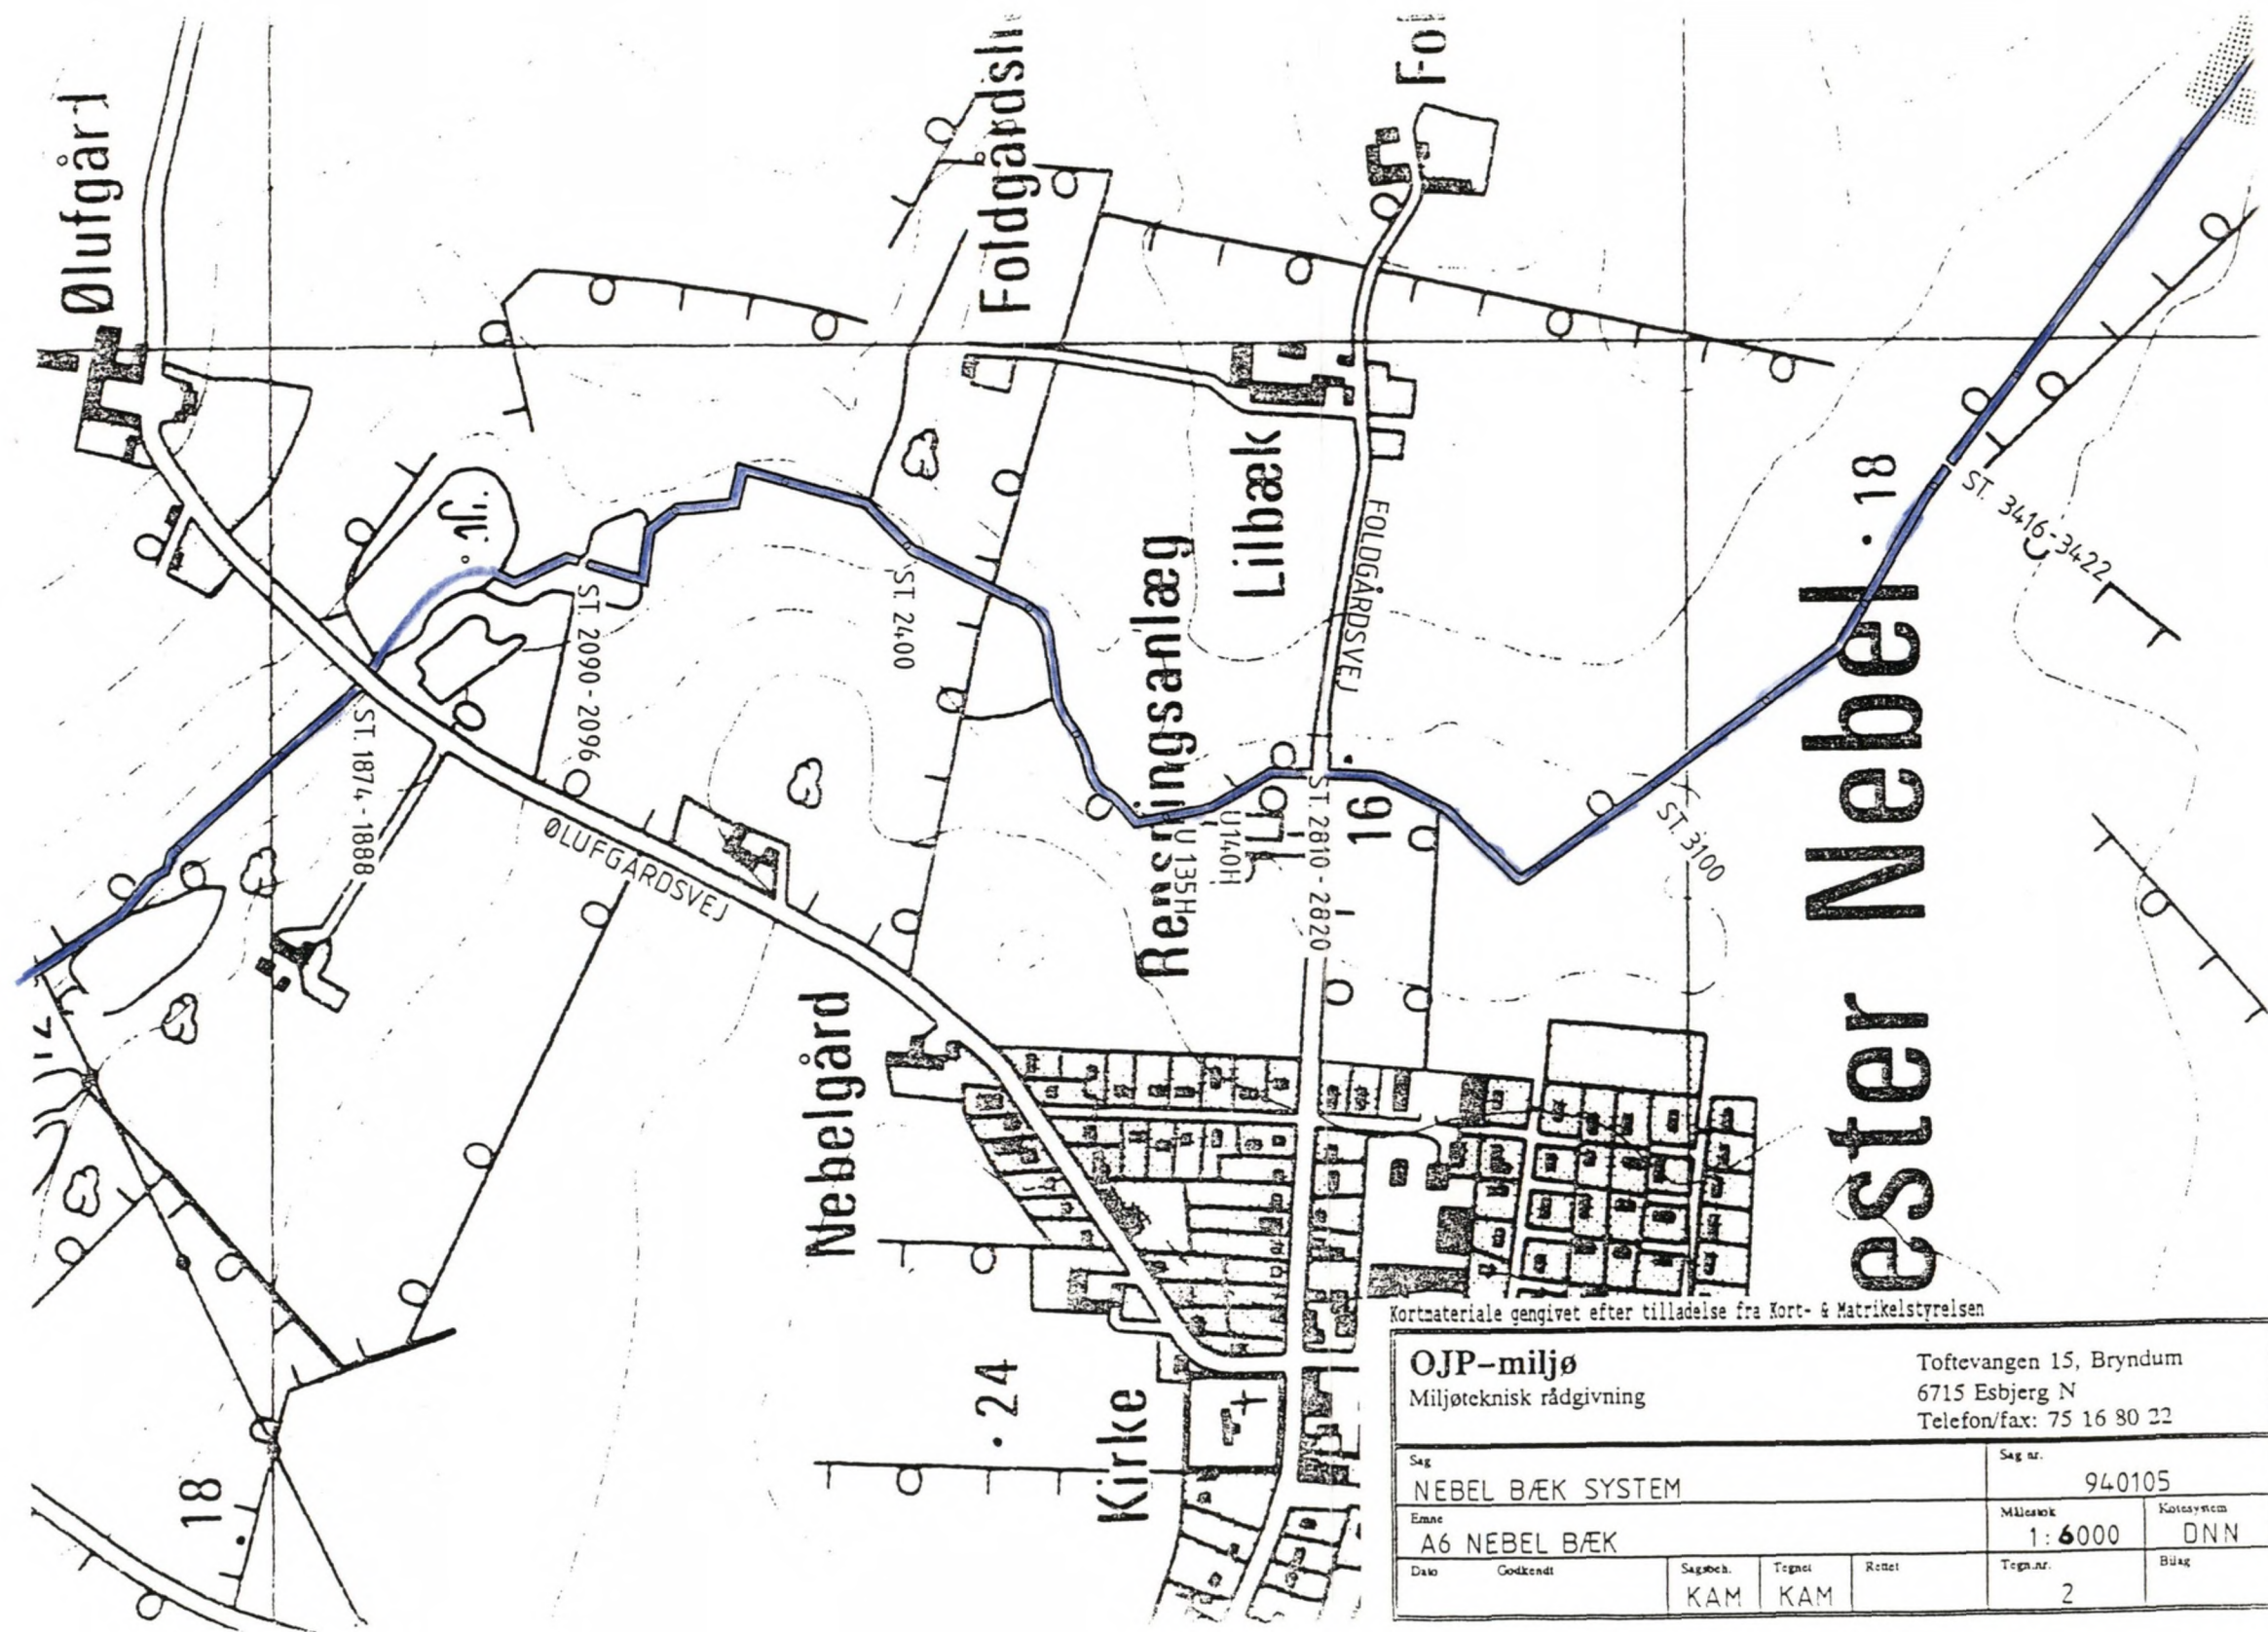 Ølufgård
Foldgårdsli
Fol
Lilbæk
FOLDGÅRDSVEJ
Rensningsanlæg
U 135H
U140H
ST. 1874-1888
ST. 2090-2096
ST. 2400
ST. 2810-2820
16
ST. 3100
ST. 3416-3422
18
ester Nebel
ØLUFGARDSVEJ
Nebelgård
24
Kirke
18
Kortmateriale gengivet efter tilladelse fra Kort- & Matrikelstyrelsen
OJP-miljø
Miljøteknisk rådgivning
Toftevangen 15, Bryndum
6715 Esbjerg N
Telefon/fax: 75 16 80 22
Sag
NEBEL BÆK SYSTEM
Sag nr.
940105
Emne
A6 NEBEL BÆK
Målestok
1:6000
Kotesystem
DNN
Dato
Godkendt
Sagsbeh.
KAM
Tegnet
KAM
Rettet
Tegn.nr.
2
Bilag